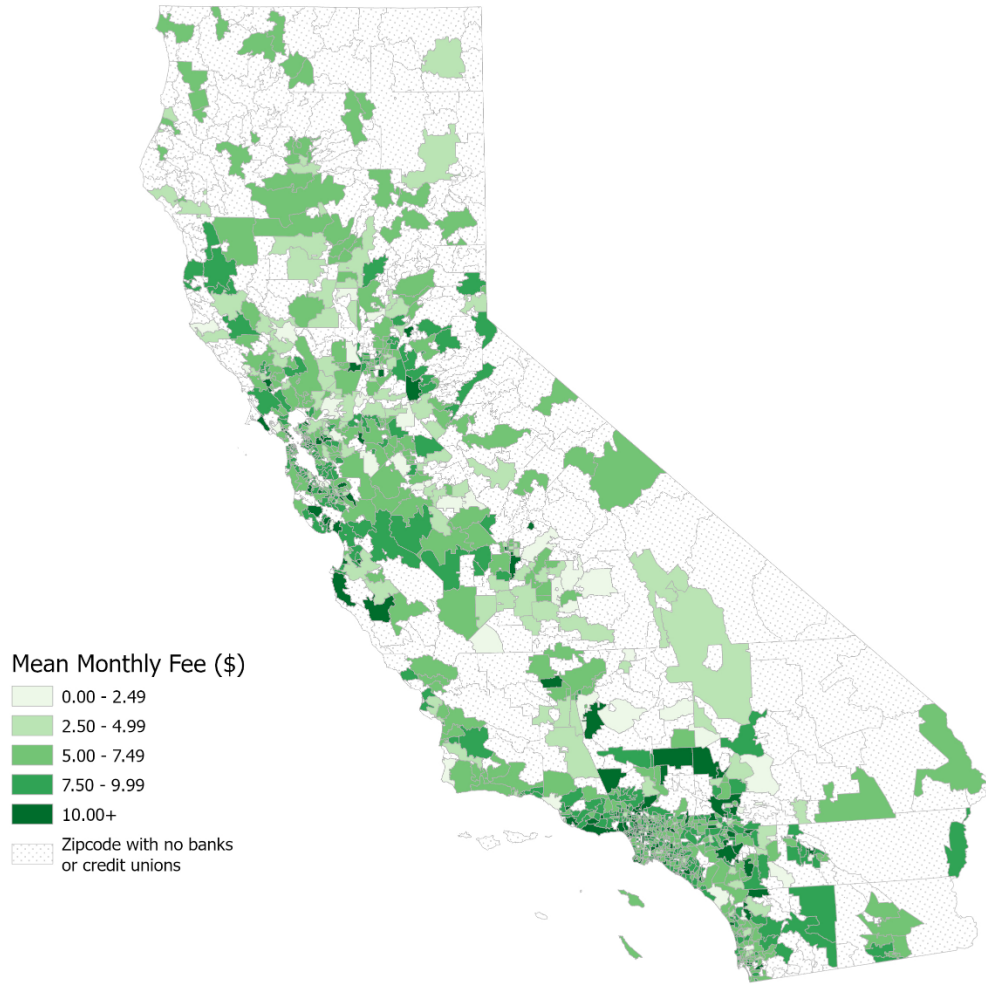 Mean Monthly Fee ($)
0.00 - 2.49
2.50 - 4.99
5.00 - 7.49
7.50 - 9.99
10.00+
Zipcode with no banks
or credit unions